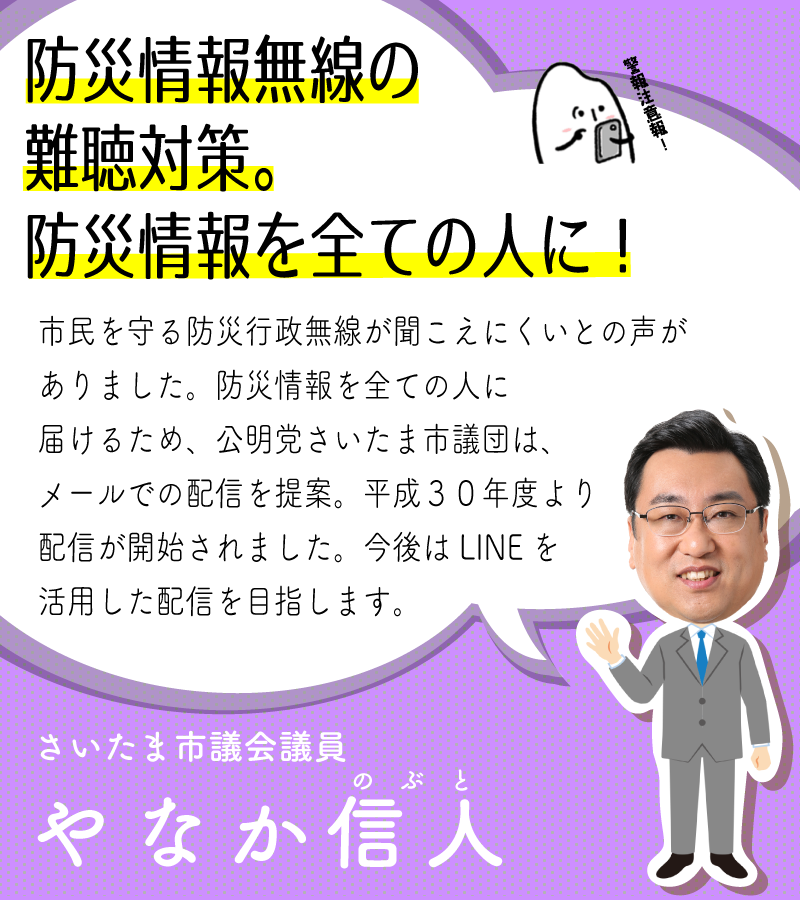 防災情報無線の
難聴対策。
防災情報を全ての人に！
警報注意報！
市民を守る防災行政無線が聞こえにくいとの声が
ありました。防災情報を全ての人に
届けるため、公明党さいたま市議団は、
メールでの配信を提案。平成３０年度より
配信が開始されました。今後は LINE を
活用した配信を目指します。
さいたま市議会議員
のぶと
やなか信人